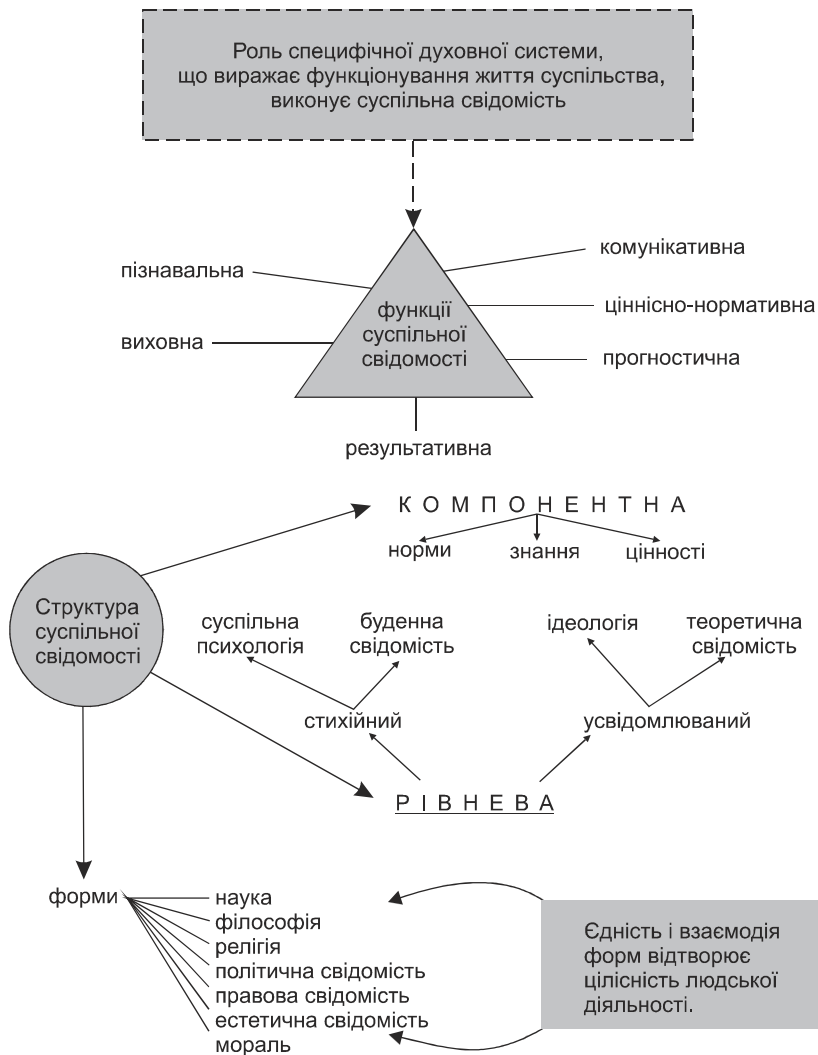 Роль специфічної духовної системи,
що виражає функціонування життя суспільства,
виконує суспільна свідомість
комунікативна
пізнавальна
ціннісно-нормативна
функції
суспільної
свідомості
виховна
прогностична
результативна
К О М П О Н Е Н Т Н А
норми знання цінності
Структура
суспільної
свідомості
суспільна
психологія
буденна
свідомість
ідеологія
теоретична
свідомість
стихійний
усвідомлюваний
Р І В Н Е В А
форми
наука
філософія
релігія
політична свідомість
правова свідомість
естетична свідомість
мораль
Єдність і взаємодія
форм відтворює
цілісність людської
діяльності.